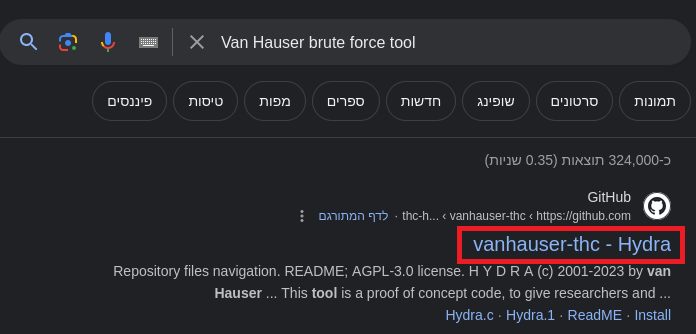 Van Hauser brute force tool
תמונות סרטונים שופינג חדשות ספרים מפות טיסות פיננסים
כ-324,000 תוצאות (0.35 שניות)
GitHub
https://github.com › vanhauser-thc › thc-h... · לדף המתורגם
vanhauser-thc - Hydra
Repository files navigation. README; AGPL-3.0 license. H Y D R A (c) 2001-2023 by van
Hauser ... This tool is a proof of concept code, to give researchers and ...
Hydra.c · Hydra.1 · ReadME · Install